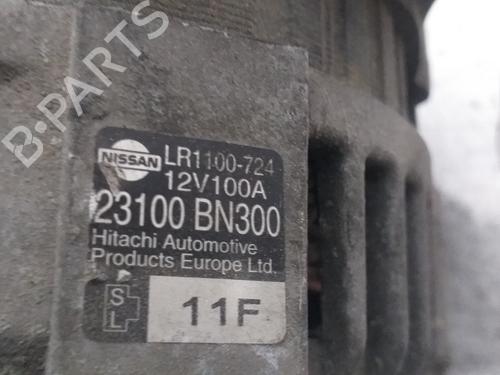 B-PARTS
NISSAN
LR1100-724
12V100A
23100 BN300
Hitachi Automotive
Products Europe Ltd.
S
L
11F